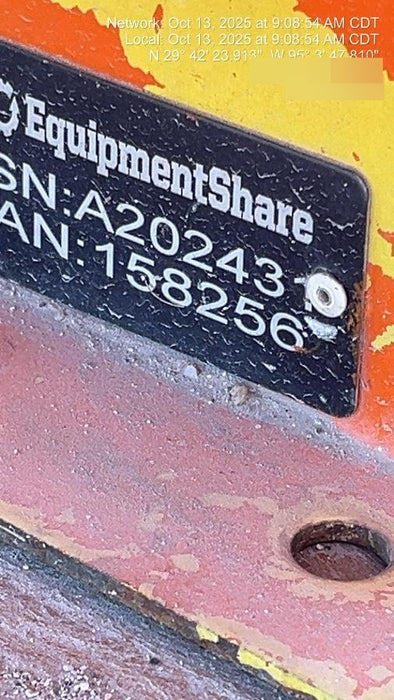 Network: Oct 13, 2025 at 9:08:54 AM CDT
Local: Oct 13, 2025 at 9:08:54 AM CDT
N 29° 42' 23.913", W 95° 3' 47.810"
EquipmentShare
SN:A202431
AN:158256